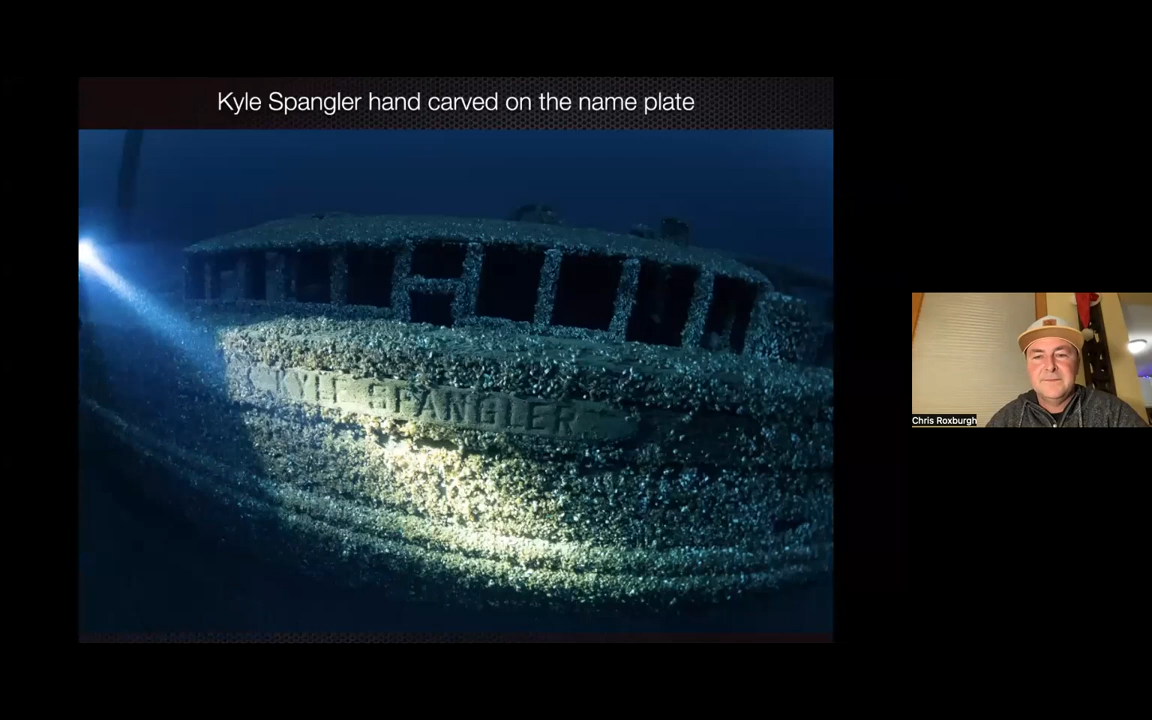 Kyle Spangler hand carved on the name plate
KYLE SPANGLER
Chris Roxburgh